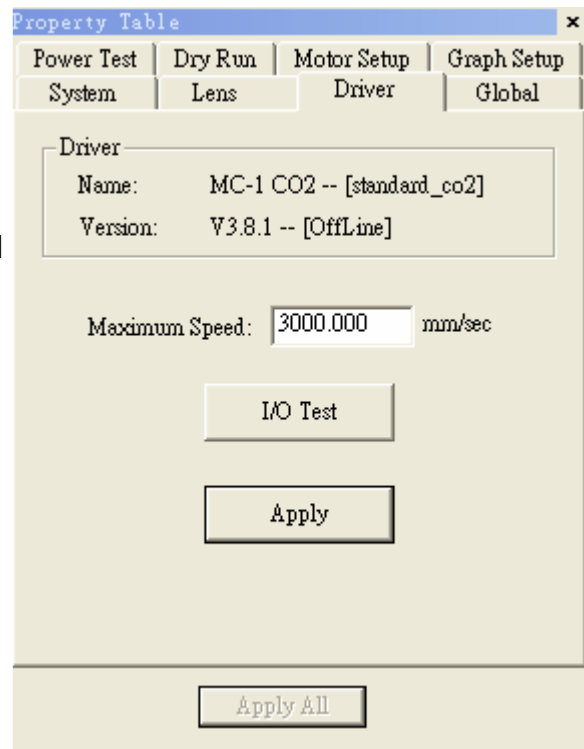 Property Table ×
Power Test Dry Run Motor Setup Graph Setup
System Lens Driver Global
Driver
Name: MC-1 CO2 -- [standard_co2]
Version: V3.8.1 -- [OffLine]
Maximum Speed: 3000.000 mm/sec
I/O Test
Apply
Apply All